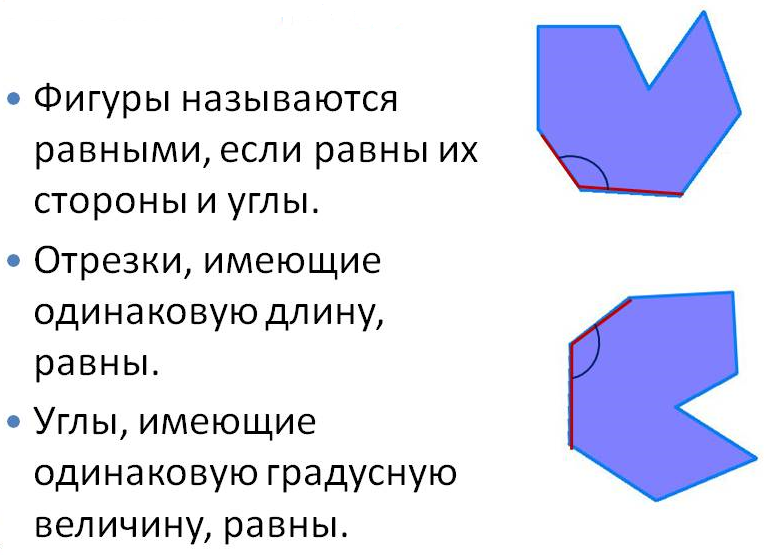 • Фигуры называются
равными, если равны их
стороны и углы.
• Отрезки, имеющие
одинаковую длину,
равны.
• Углы, имеющие
одинаковую градусную
величину, равны.